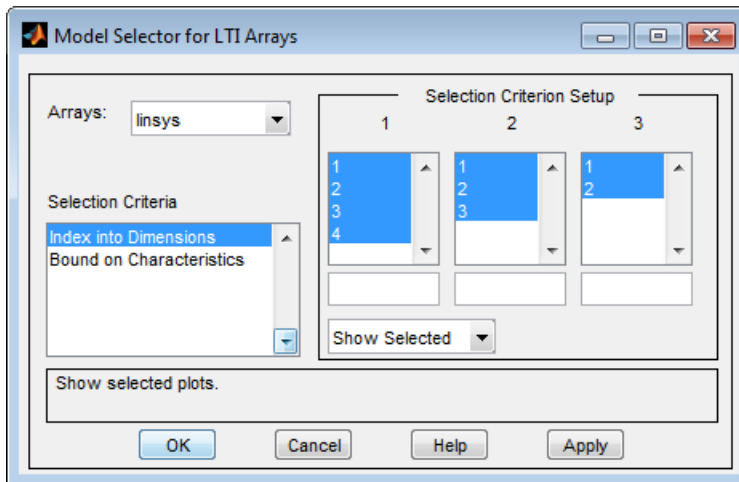 Model Selector for LTI Arrays
Arrays:
linsys
Selection Criteria
Index into Dimensions
Bound on Characteristics
Selection Criterion Setup
1 2 3
1 1 1
2 2 2
3 3
4
Show Selected
Show selected plots.
OK Cancel Help Apply